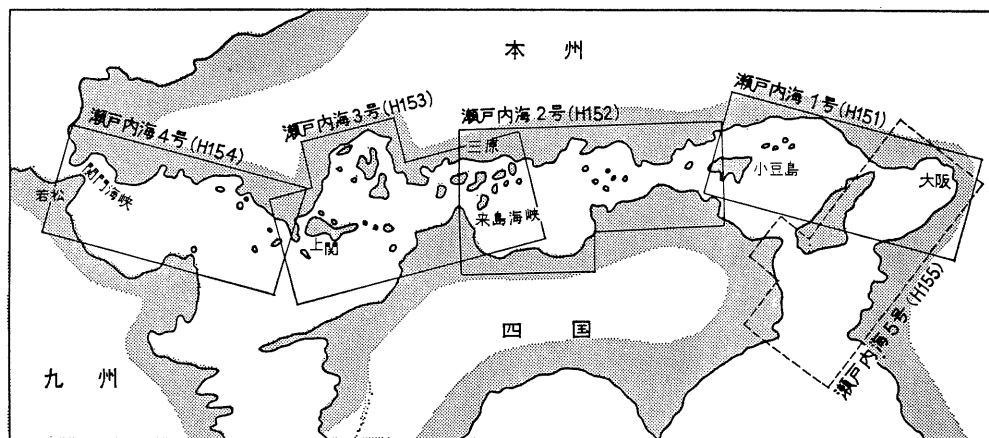 本州
瀬戸内海1号(H151)
瀬戸内海2号(H152)
瀬戸内海3号(H153)
瀬戸内海4号(H154)
三原
小豆島
大阪
関門海峡
若松
来島海峡
上関
瀬戸内海5号(H155)
四国
九州